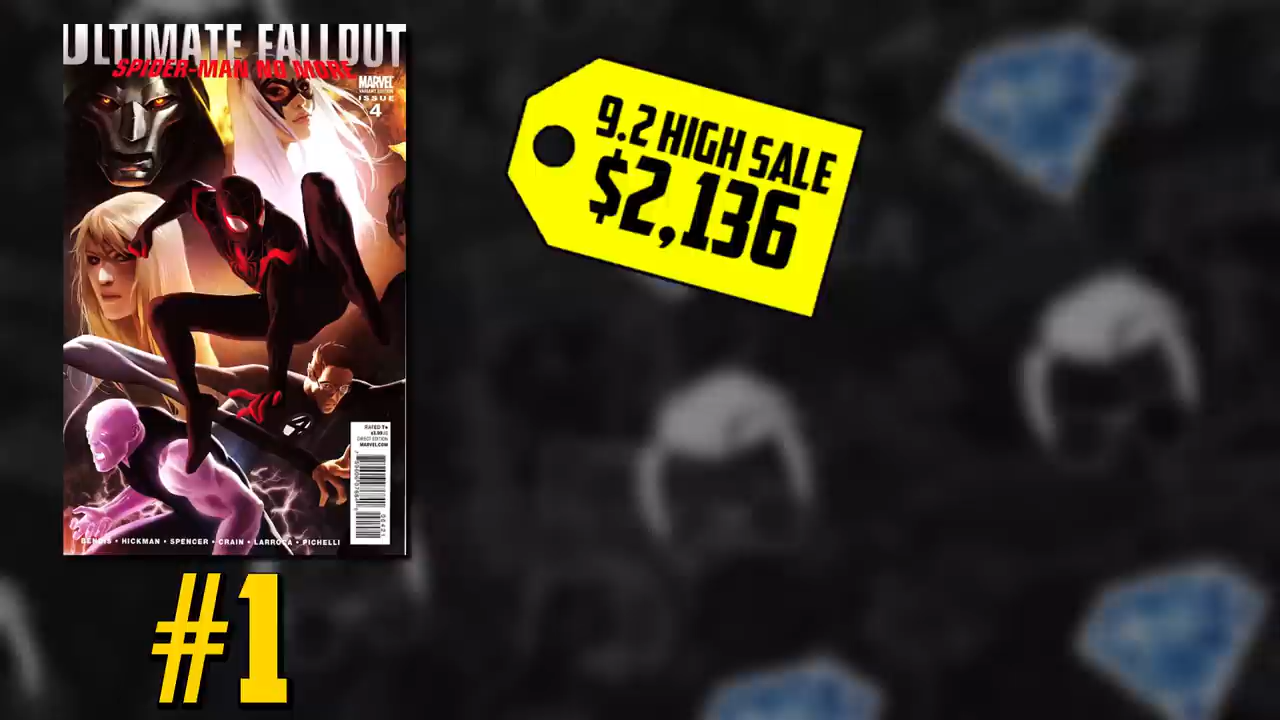 ULTIMATE FALLOUT
SPIDER-MAN NO MORE
MARVEL
VARIANT EDITION
ISSUE
4
9.2 HIGH SALE
$2,136
RATED T+
DIRECT EDITION
MARVEL.COM
BENDIS • HICKMAN • SPENCER • CRAIN • LARROCA • PICHELLI
#1